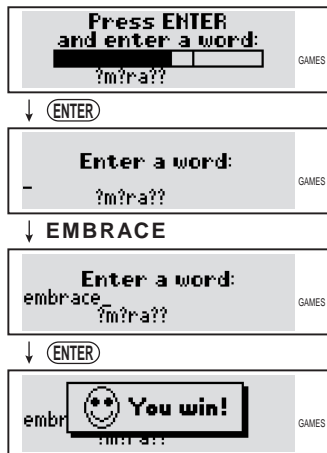 Press ENTER
and enter a word:
?m?ra??
GAMES
↓ (ENTER)
Enter a word:
_
?m?ra??
GAMES
↓ EMBRACE
Enter a word:
embrace_
?m?ra??
GAMES
↓ (ENTER)
You win!
embr
?m?ra??
GAMES